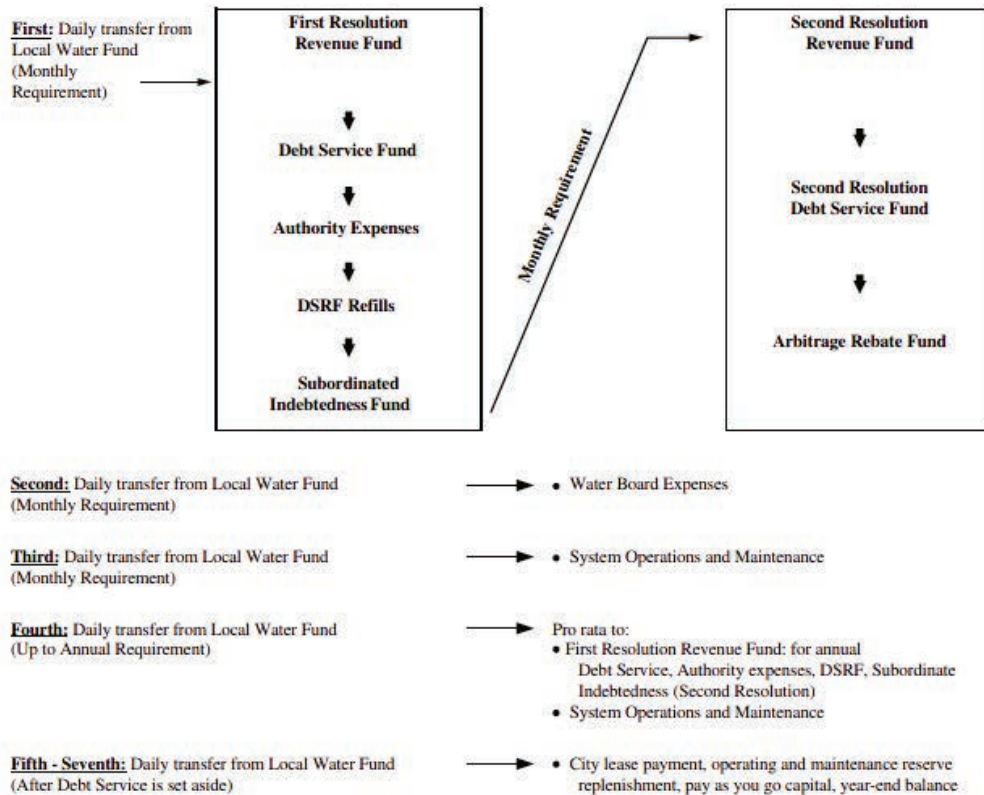 First: Daily transfer from
Local Water Fund
(Monthly
Requirement)
First Resolution
Revenue Fund
Debt Service Fund
Authority Expenses
DSRF Refills
Subordinated
Indebtedness Fund
Monthly Requirement
Second Resolution
Revenue Fund
Second Resolution
Debt Service Fund
Arbitrage Rebate Fund
Second: Daily transfer from Local Water Fund
(Monthly Requirement)
• Water Board Expenses
Third: Daily transfer from Local Water Fund
(Monthly Requirement)
• System Operations and Maintenance
Fourth: Daily transfer from Local Water Fund
(Up to Annual Requirement)
Pro rata to:
• First Resolution Revenue Fund: for annual
Debt Service, Authority expenses, DSRF, Subordinate
Indebtedness (Second Resolution)
• System Operations and Maintenance
Fifth - Seventh: Daily transfer from Local Water Fund
(After Debt Service is set aside)
• City lease payment, operating and maintenance reserve
replenishment, pay as you go capital, year-end balance